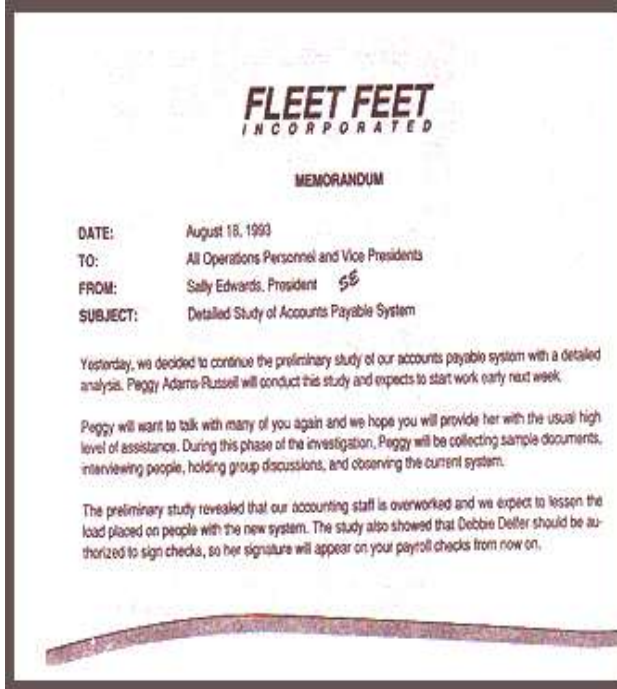 FLEET FEET
INCORPORATED
MEMORANDUM
DATE: August 18, 1993
TO: All Operations Personnel and Vice Presidents
FROM: Sally Edwards, President SE
SUBJECT: Detailed Study of Accounts Payable System
Yesterday, we decided to continue the preliminary study of our accounts payable system with a detailed
analysis. Peggy Adams-Russell will conduct this study and expects to start work early next week.
Peggy will want to talk with many of you again and we hope you will provide her with the usual high
level of assistance. During this phase of the investigation, Peggy will be collecting sample documents,
interviewing people, holding group discussions, and observing the current system.
The preliminary study revealed that our accounting staff is overworked and we expect to lessen the
load placed on people with the new system. The study also showed that Debbie Delfer should be au-
thorized to sign checks, so her signature will appear on your payroll checks from now on.